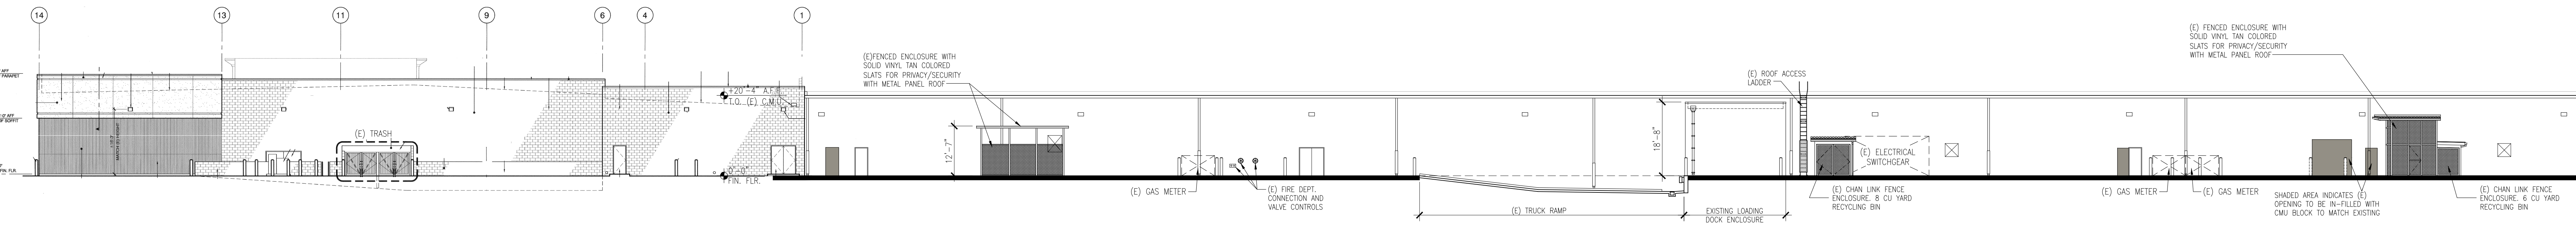 14
13
11
9
6
4
1
AFF
PARAPET
FIN. FLR.
MATCH (E) HEIGHT
(E) TRASH
+20'-4" A.F.F.
T.O. (E) C.M.U.
0'-0"
FIN. FLR.
(E)FENCED ENCLOSURE WITH
SOLID VINYL TAN COLORED
SLATS FOR PRIVACY/SECURITY
WITH METAL PANEL ROOF
12'-7"
(E) GAS METER
(E) FIRE DEPT.
CONNECTION AND
VALVE CONTROLS
(E) TRUCK RAMP
18'-8"
EXISTING LOADING
DOCK ENCLOSURE
(E) ROOF ACCESS
LADDER
(E) ELECTRICAL
SWITCHGEAR
(E) CHAN LINK FENCE
ENCLOSURE. 8 CU YARD
RECYCLING BIN
(E) GAS METER
(E) GAS METER
SHADED AREA INDICATES (E)
OPENING TO BE IN-FILLED WITH
CMU BLOCK TO MATCH EXISTING
(E) FENCED ENCLOSURE WITH
SOLID VINYL TAN COLORED
SLATS FOR PRIVACY/SECURITY
WITH METAL PANEL ROOF
(E) CHAN LINK FENCE
ENCLOSURE. 6 CU YARD
RECYCLING BIN